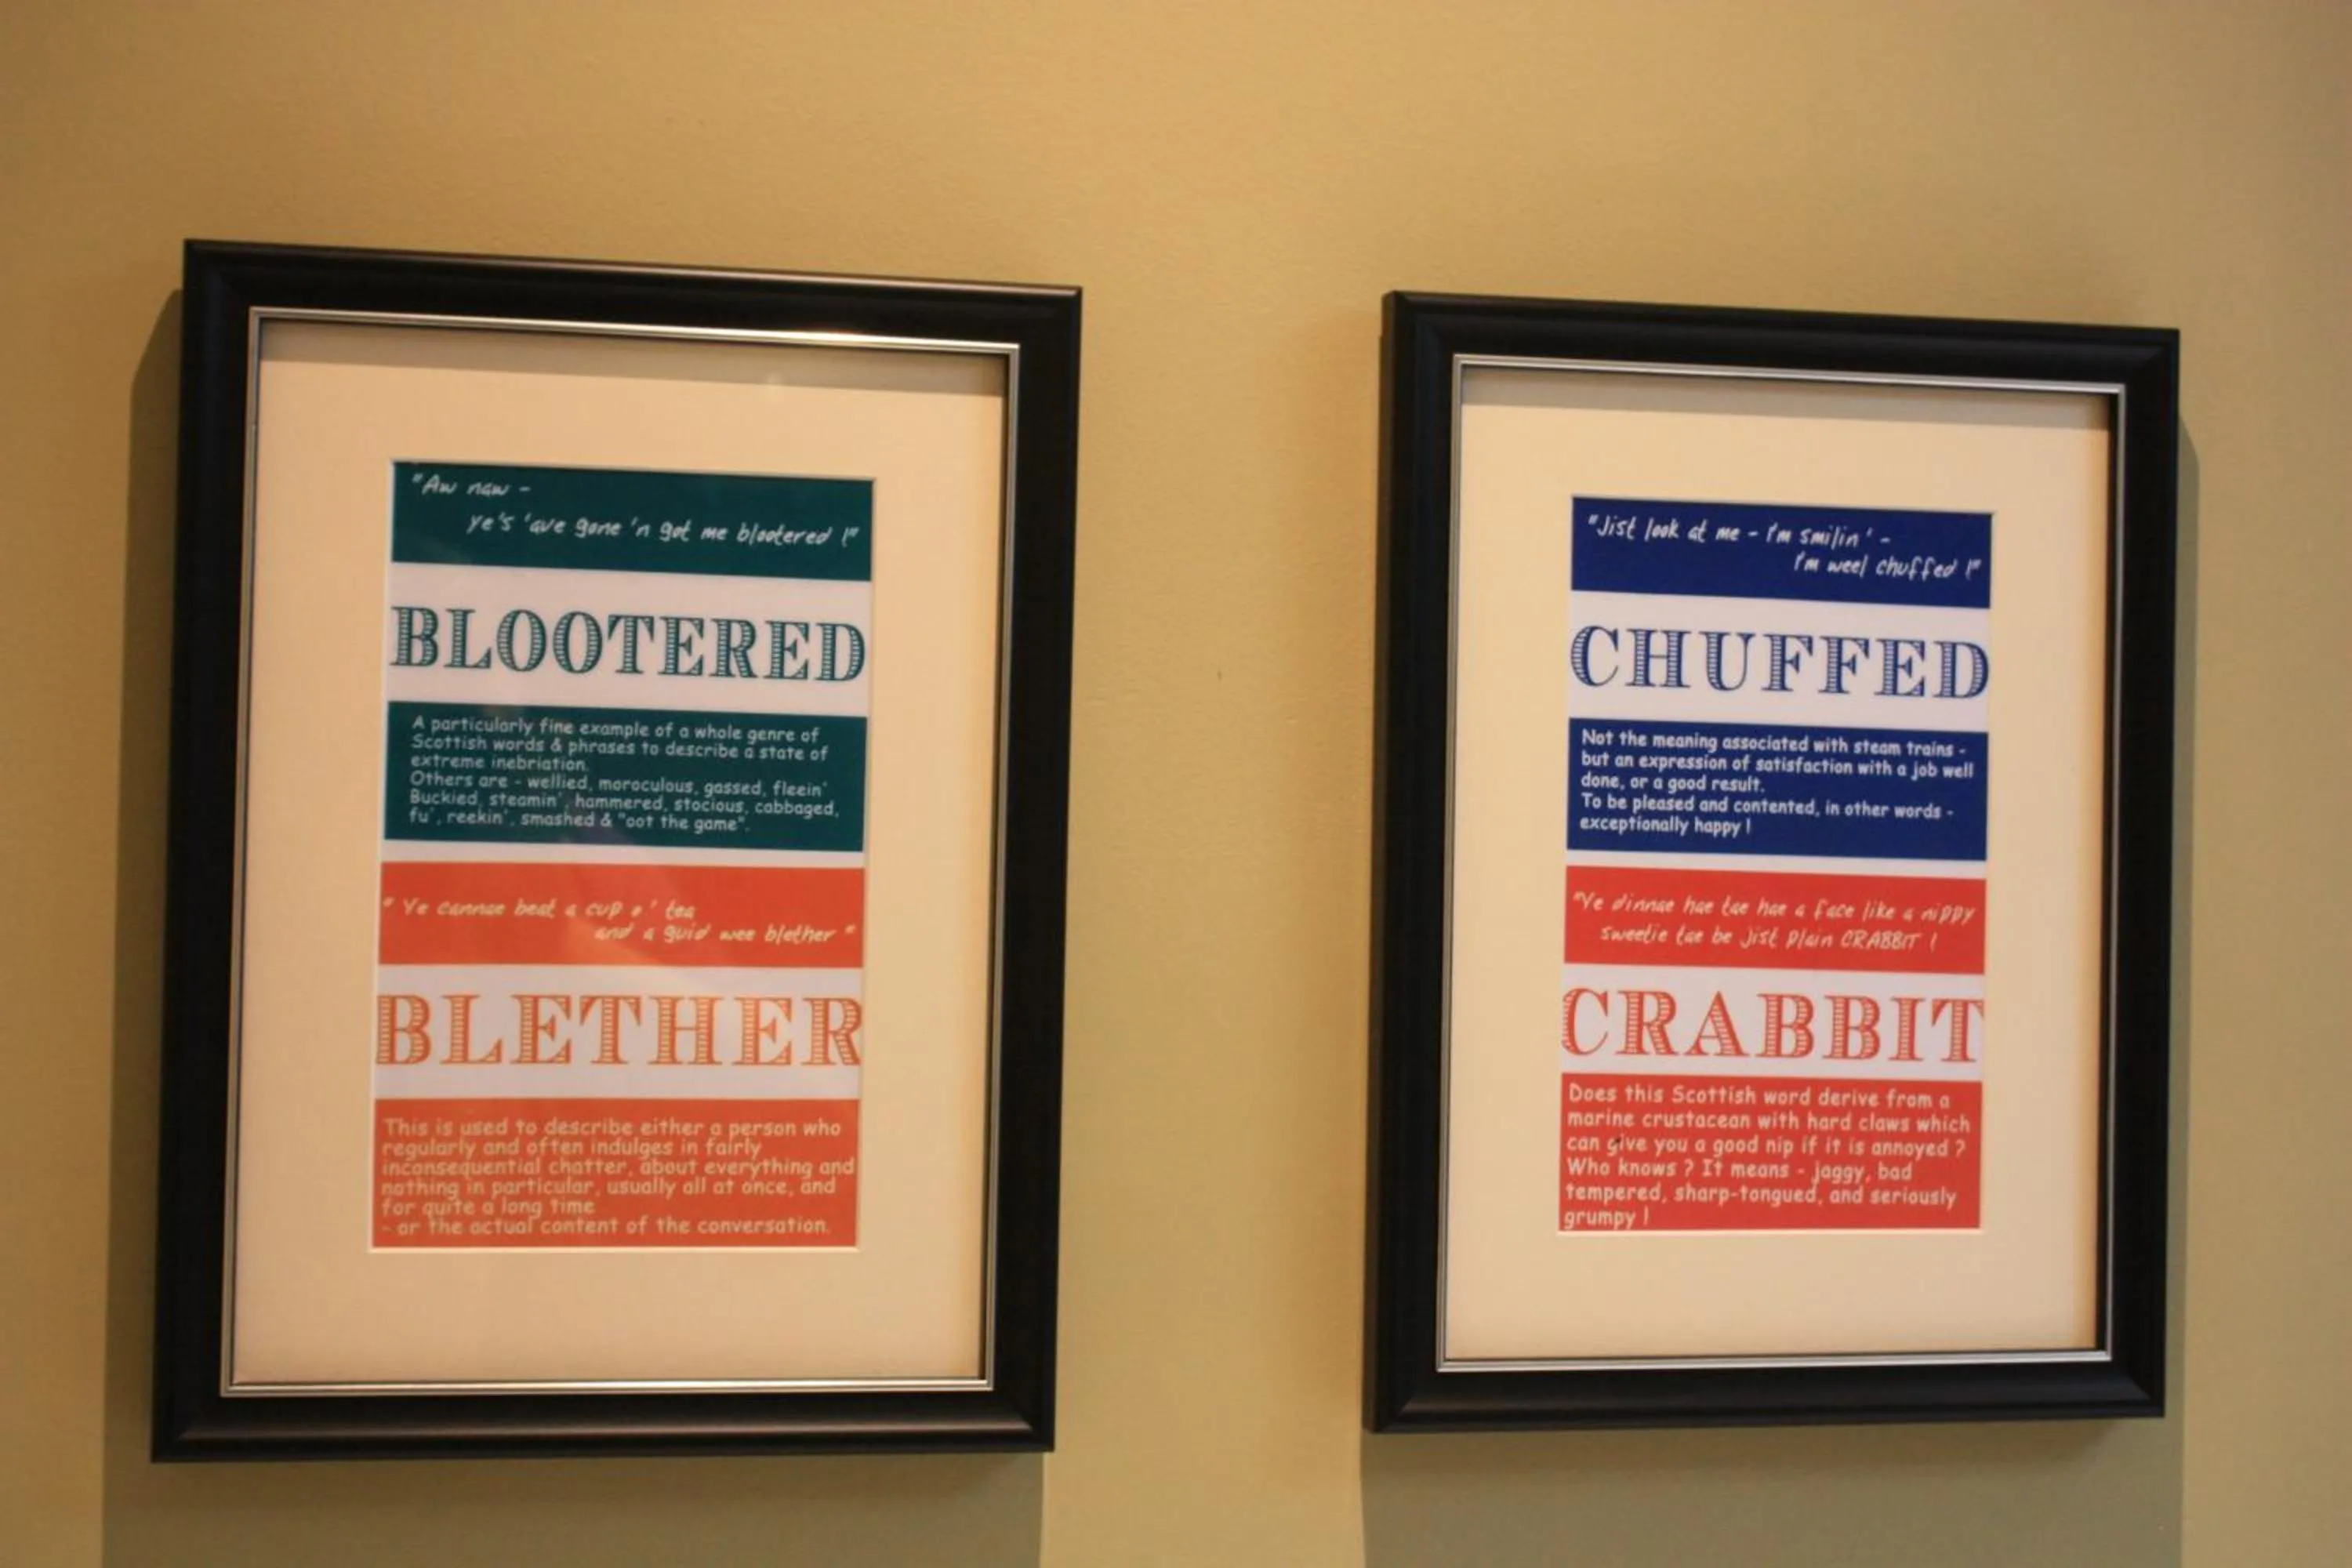 "Aw naw -
ye's 'ave gone 'n got me blootered !"
BLOOTERED
A particularly fine example of a whole genre of
Scottish words & phrases to describe a state of
extreme inebriation.
Others are - wellied, moroculous, gassed, fleein'
Buckied, steamin', hammered, stocious, cabbaged,
fu', reekin', smashed & "oot the game".
" Ye cannae beat a cup o' tea
and a guid wee blether "
BLETHER
This is used to describe either a person who
regularly and often indulges in fairly
inconsequential chatter, about everything and
nothing in particular, usually all at once, and
for quite a long time
- or the actual content of the conversation.
"Jist look at me - I'm smilin' -
I'm weel chuffed !"
CHUFFED
Not the meaning associated with steam trains -
but an expression of satisfaction with a job well
done, or a good result.
To be pleased and contented, in other words -
exceptionally happy !
"Ye dinnae hae tae hae a face like a nippy
sweetie tae be jist plain CRABBIT !
CRABBIT
Does this Scottish word derive from a
marine crustacean with hard claws which
can give you a good nip if it is annoyed ?
Who knows ? It means - jaggy, bad
tempered, sharp-tongued, and seriously
grumpy !